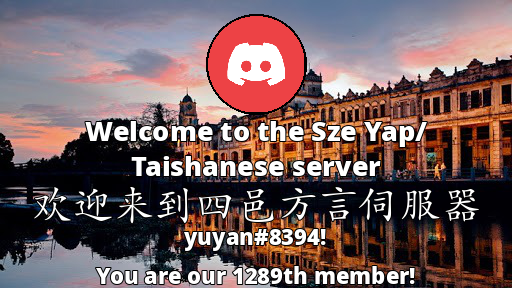 Welcome to the Sze Yap/
Taishanese server
欢迎来到四邑方言伺服器
yuyan#8394!
You are our 1289th member!